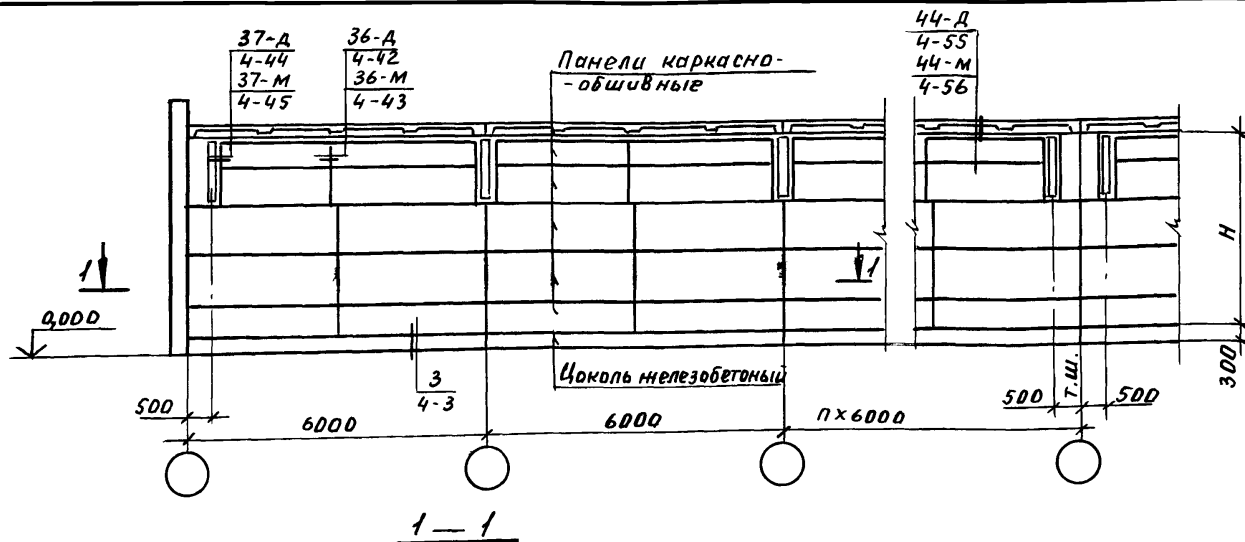 37-Д
4-44
37-М
4-45
36-Д
4-42
36-М
4-43
Панели каркасно-
-обшивные
44-Д
4-55
44-М
4-56
1
1
Н
0,000
3
4-3
Цоколь железобетоный
300
500
6000
6000
n×6000
500
Т.Ш.
500
1 — 1